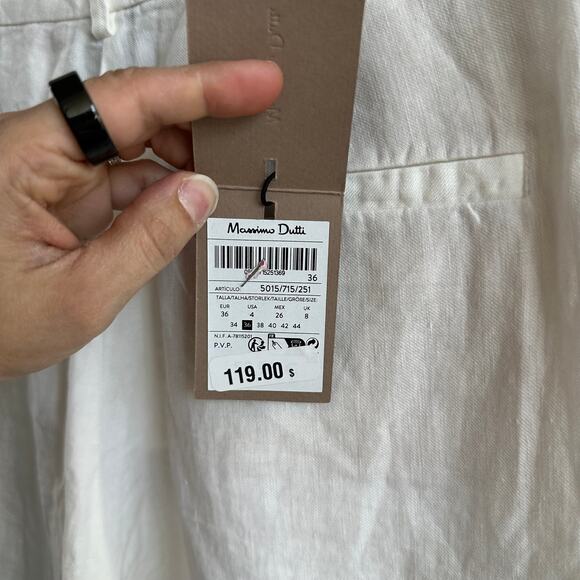 Massimo Dutti
36
ARTICULO: 5015/715/251
TALLA/TALHA/STORLEK/TAILLE/GRÖSSE/SIZE:
EUR USA MEX UK
36 4 26 8
34 36 38 40 42 44
N.I.F. A-78115201
P.V.P.
119.00 $